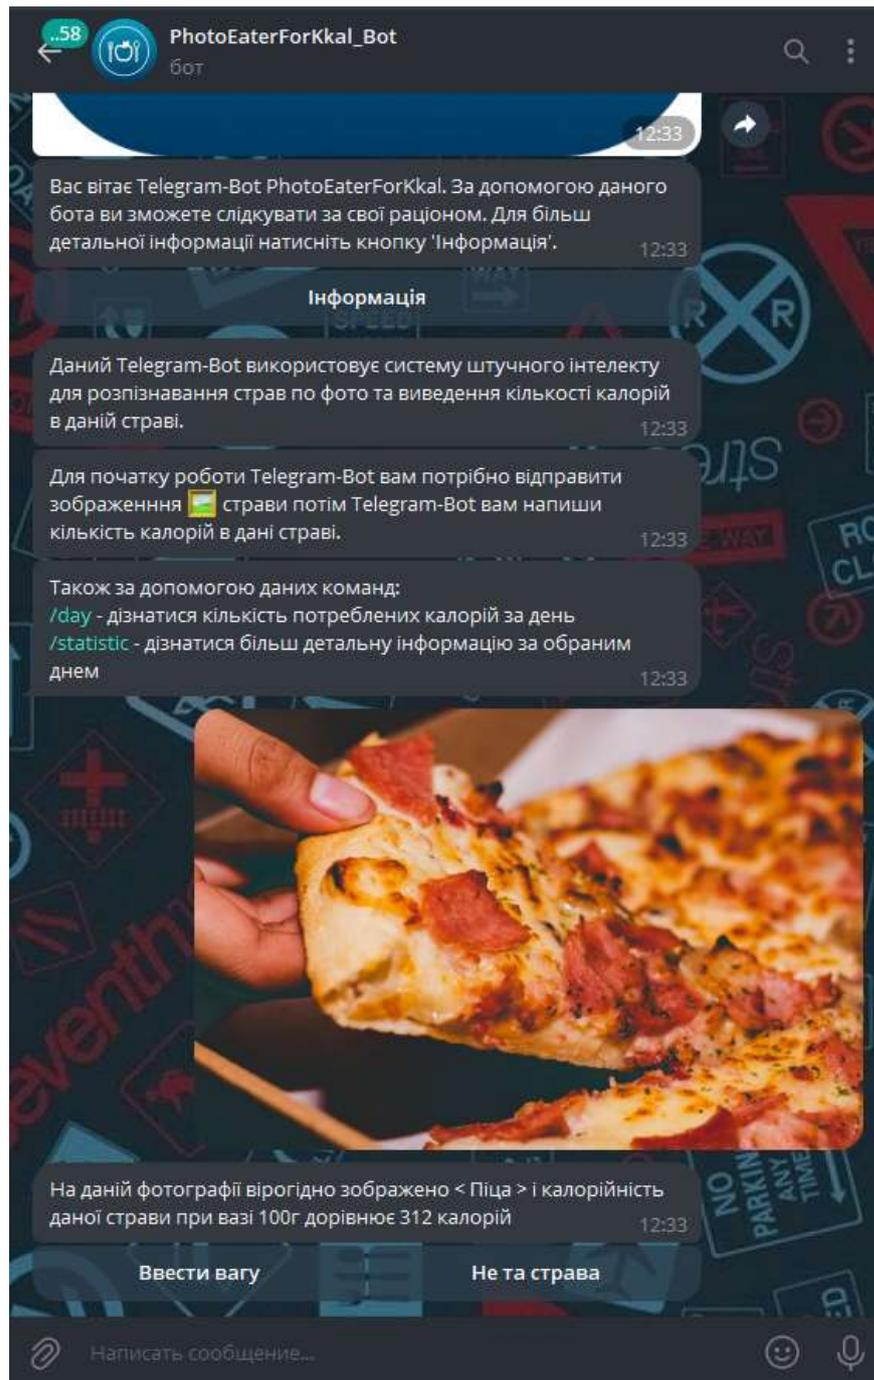 ..58
PhotoEaterForKkal_Bot
бот
12:33
Вас вітає Telegram-Bot PhotoEaterForKkal. За допомогою даного
бота ви зможете слідкувати за свої раціоном. Для більш
детальної інформації натисніть кнопку 'Інформація'.
12:33
Інформація
Даний Telegram-Bot використовує систему штучного інтелекту
для розпізнавання страв по фото та виведення кількості калорій
в даній страві.
12:33
Для початку роботи Telegram-Bot вам потрібно відправити
зображенння 🖼 страви потім Telegram-Bot вам напиши
кількість калорій в дані страві.
12:33
Також за допомогою даних команд:
/day - дізнатися кількість потреблених калорій за день
/statistic - дізнатися більш детальну інформацію за обраним
днем
12:33
На даній фотографії вірогідно зображено < Піца > і калорійність
даної страви при вазі 100г дорівнює 312 калорій
12:33
Ввести вагу
Не та страва
NO
PARKING
ANY
TIME
Написать сообщение...